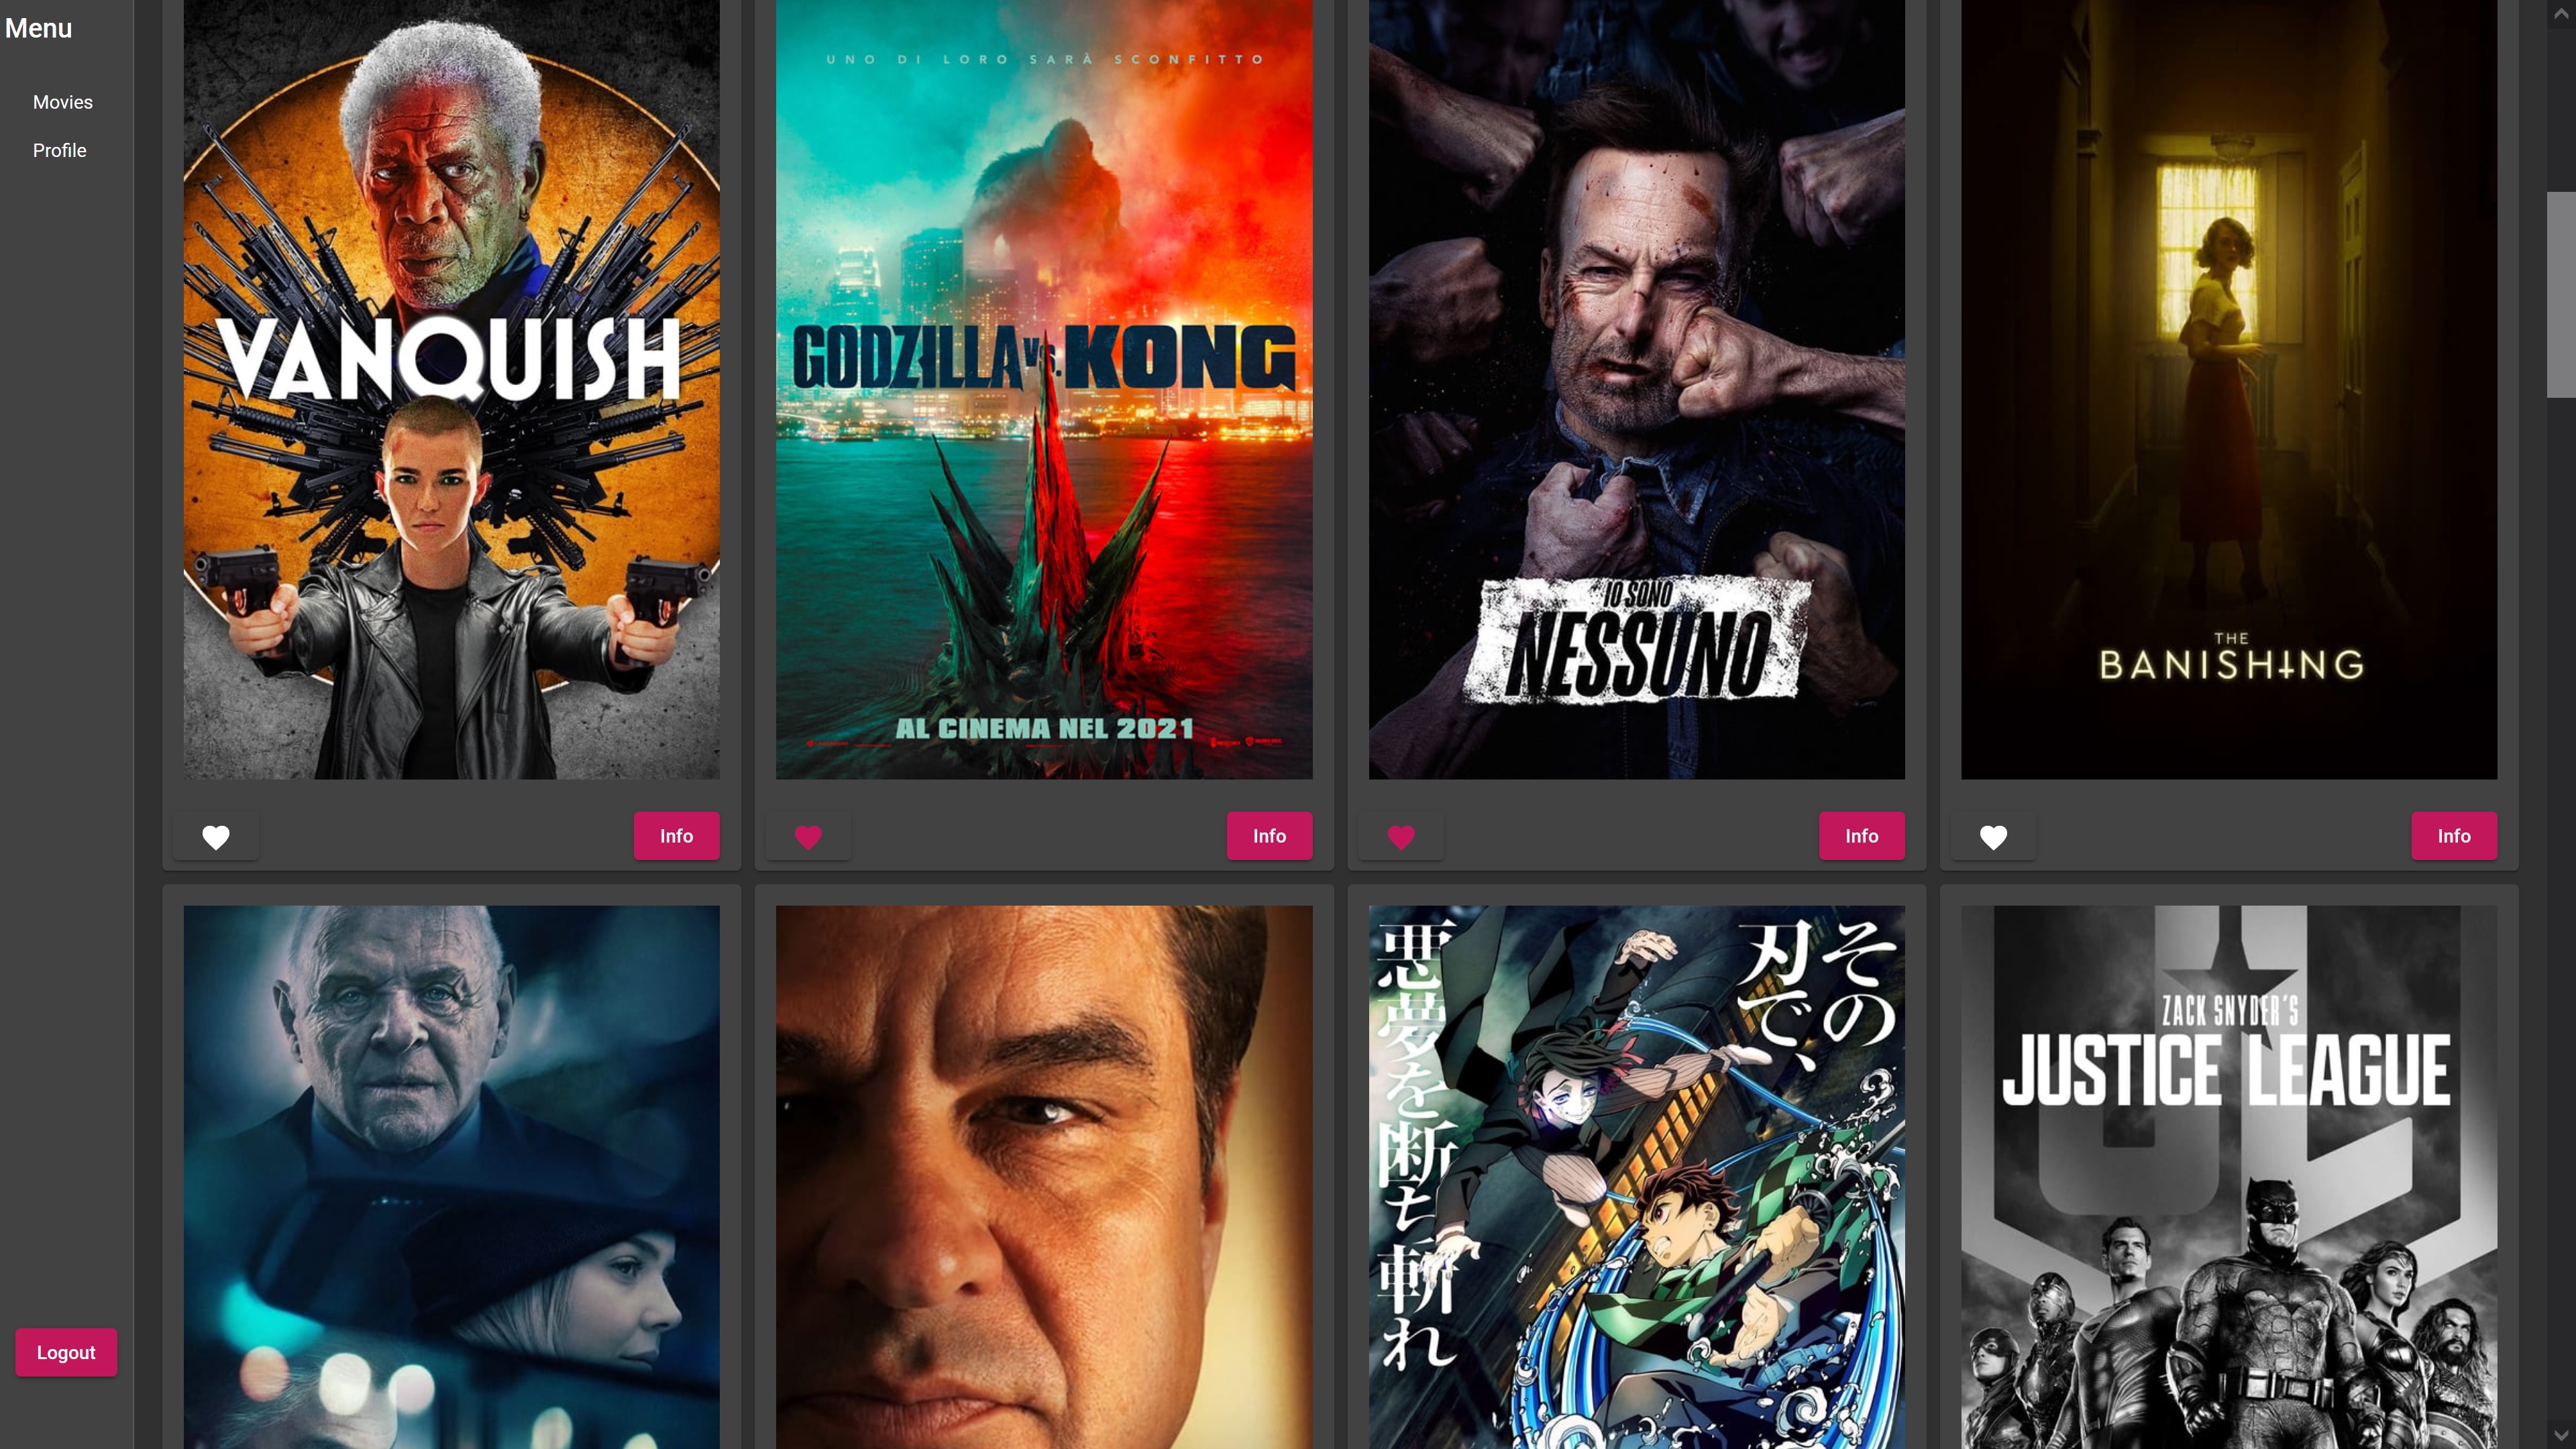 Menu
Movies
Profile
Logout
VANQUISH
Info
UNO DI LORO SARÀ SCONFITTO
GODZILLA vs. KONG
AL CINEMA NEL 2021
Info
IO SONO
NESSUNO
Info
THE
BANISHING
Info
その
刃で、
悪夢を断ち斬れ
ZACK SNYDER'S
JUSTICE LEAGUE